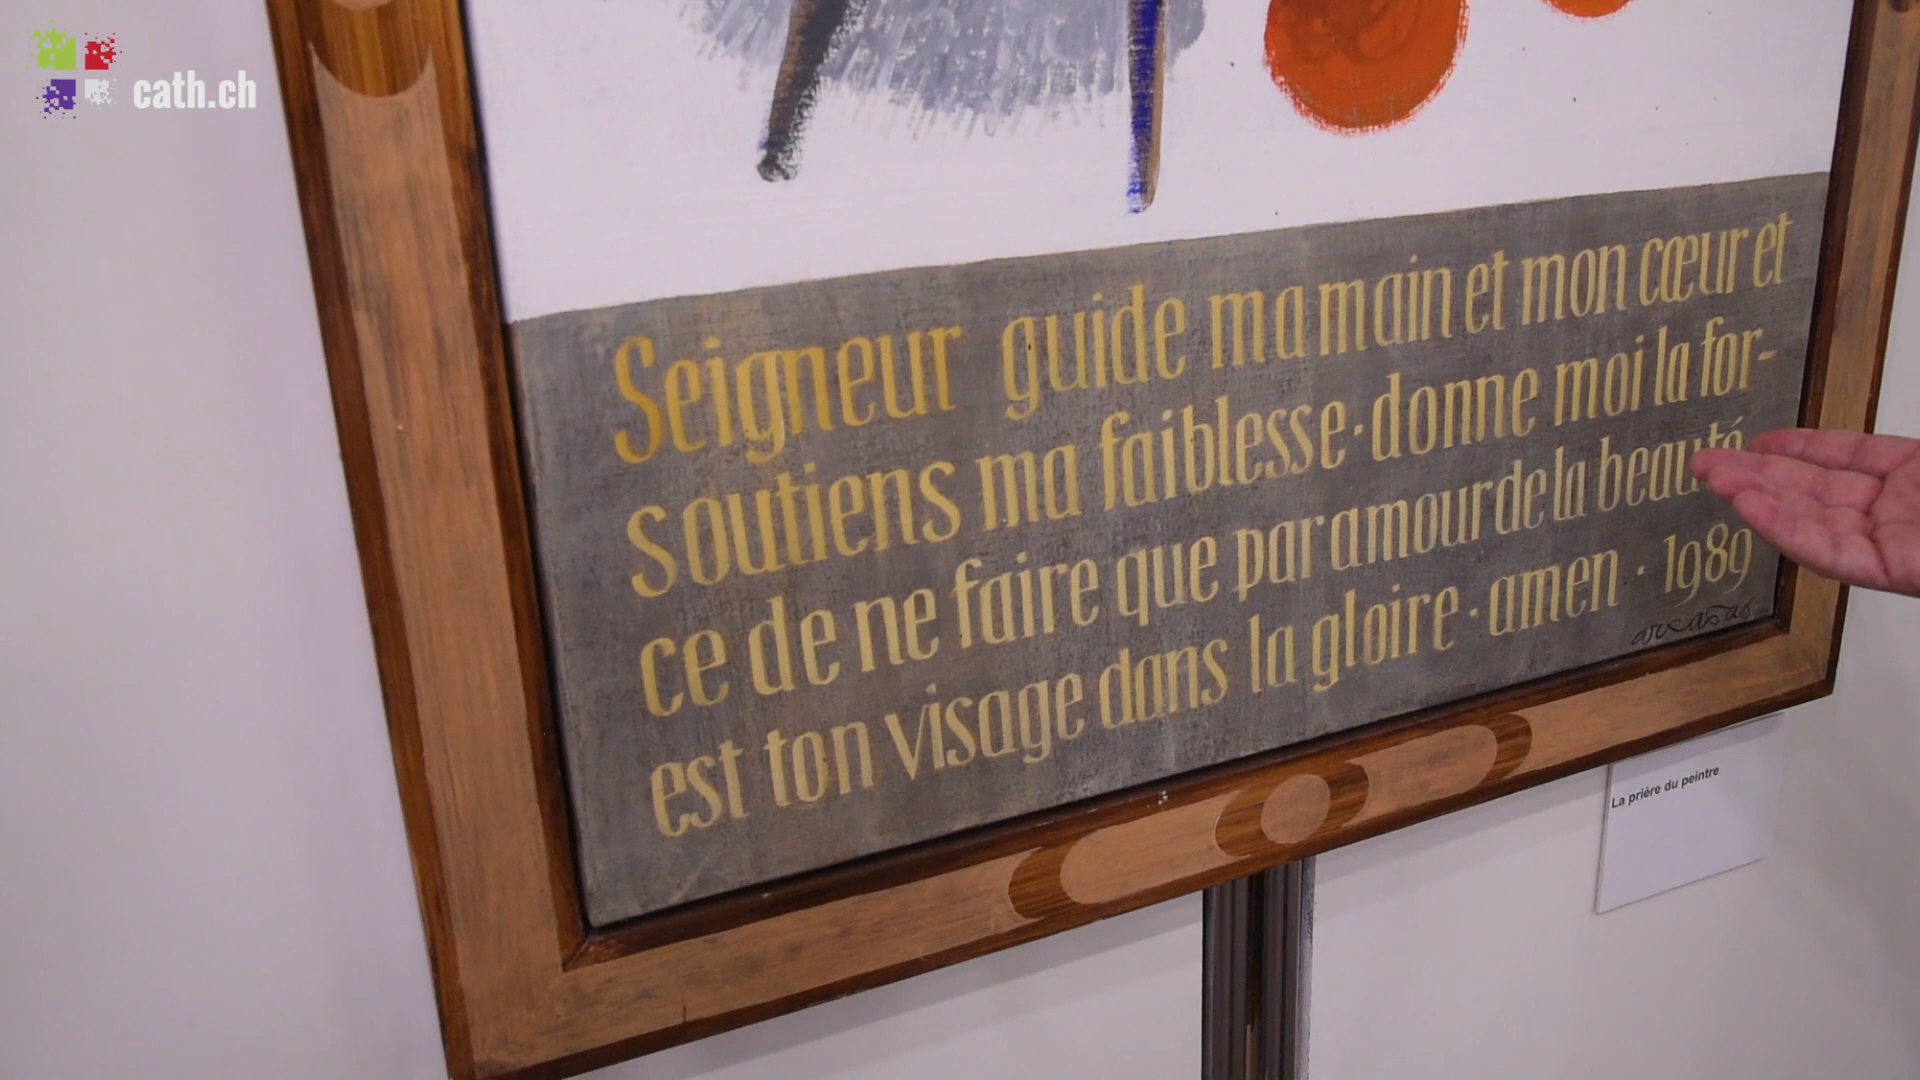 cath.ch
Seigneur guide ma main et mon cœur et
soutiens ma faiblesse · donne moi la for-
ce de ne faire que par amour de la beauté
est ton visage dans la gloire · amen · 1989
arcabas
La prière du peintre